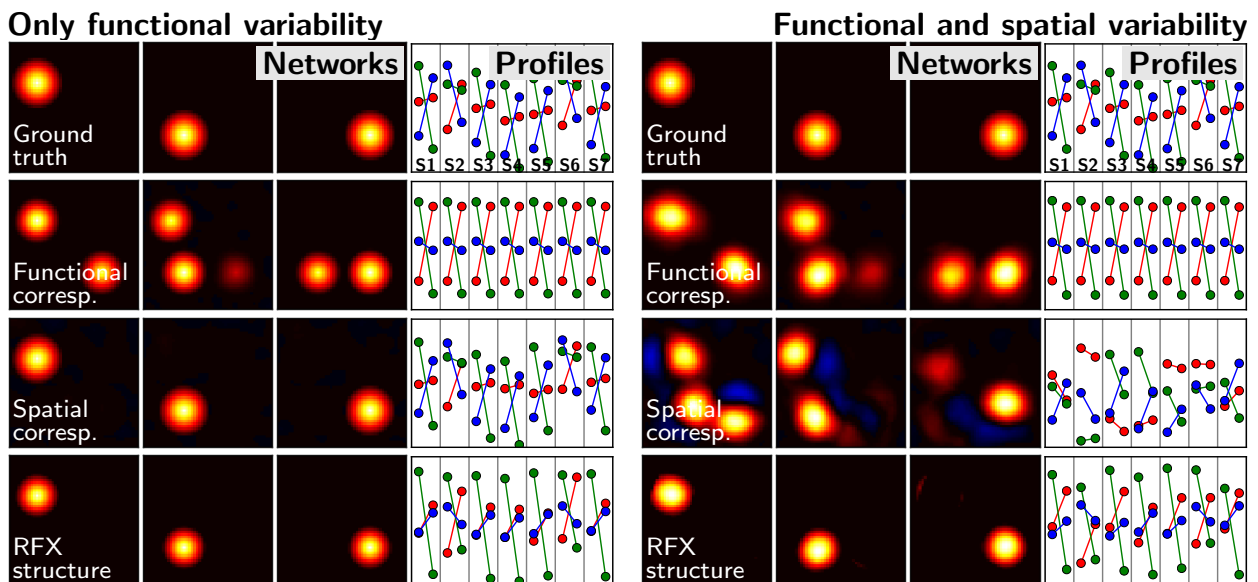 Only functional variability
Functional and spatial variability
Networks
Profiles
Networks
Profiles
Ground
truth
S1 S2 S3 S4 S5 S6 S7
Ground
truth
S1 S2 S3 S4 S5 S6 S7
Functional
corresp.
Functional
corresp.
Spatial
corresp.
Spatial
corresp.
RFX
structure
RFX
structure